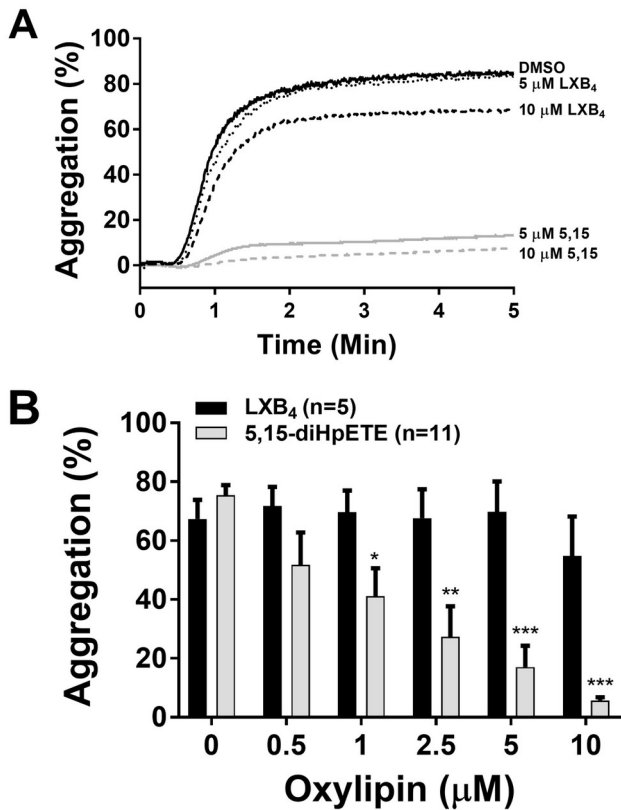 A
Aggregation (%)
100
80
60
40
20
0
DMSO
5 μM LXB₄
10 μM LXB₄
5 μM 5,15
10 μM 5,15
0 1 2 3 4 5
Time (Min)
B
LXB₄ (n=5)
5,15-diHpETE (n=11)
Aggregation (%)
100
80
60
40
20
0
*
**
***
***
0 0.5 1 2.5 5 10
Oxylipin (μM)